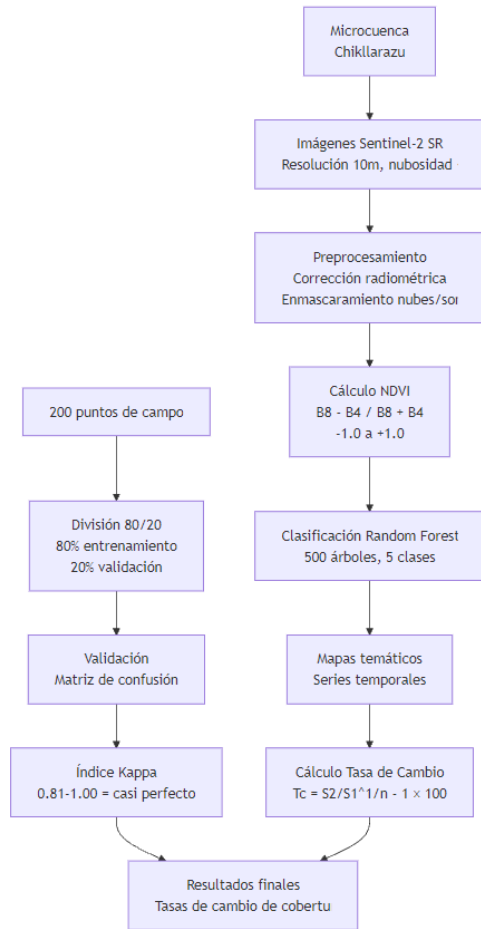 Microcuenca
Chikllarazu
Imágenes Sentinel-2 SR
Resolución 10m, nubosidad
Preprocesamiento
Corrección radiométrica
Enmascaramiento nubes/sor
Cálculo NDVI
B8 - B4 / B8 + B4
-1.0 a +1.0
200 puntos de campo
División 80/20
80% entrenamiento
20% validación
Clasificación Random Forest
500 árboles, 5 clases
Validación
Matriz de confusión
Mapas temáticos
Series temporales
Índice Kappa
0.81-1.00 = casi perfecto
Cálculo Tasa de Cambio
Tc = S2/S1^1/n - 1 × 100
Resultados finales
Tasas de cambio de cobertu